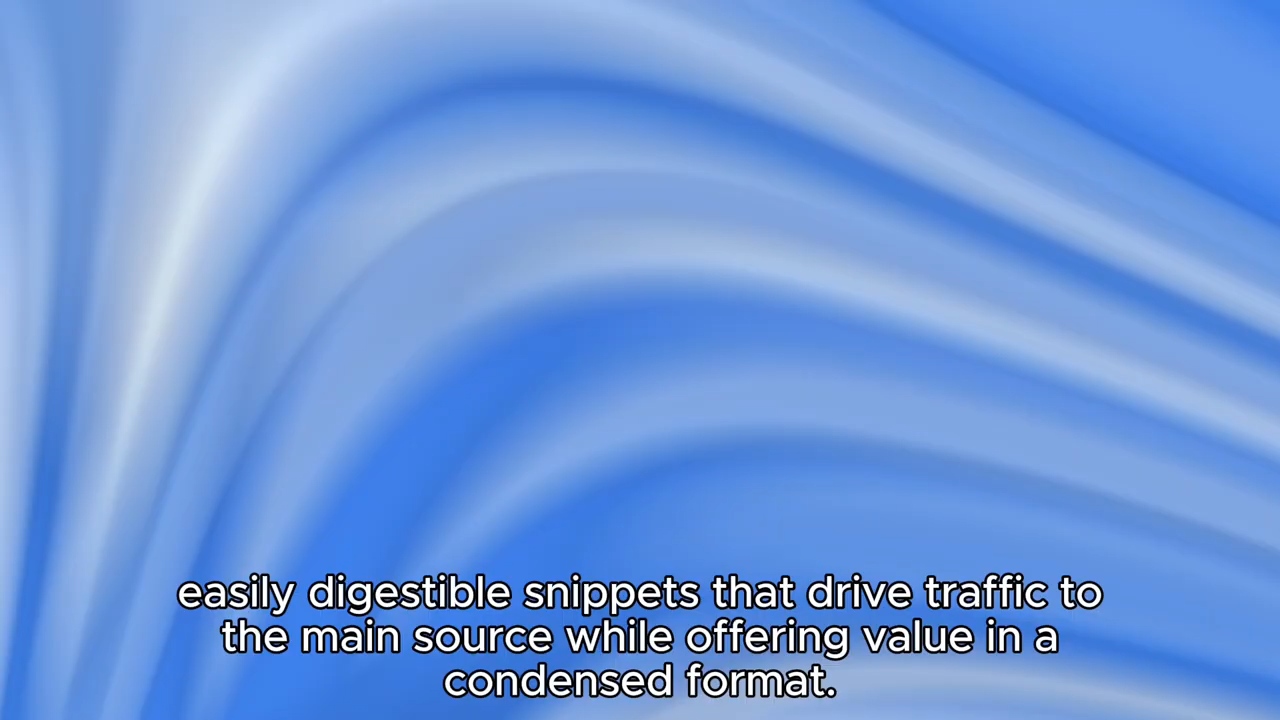 easily digestible snippets that drive traffic to
the main source while offering value in a
condensed format.